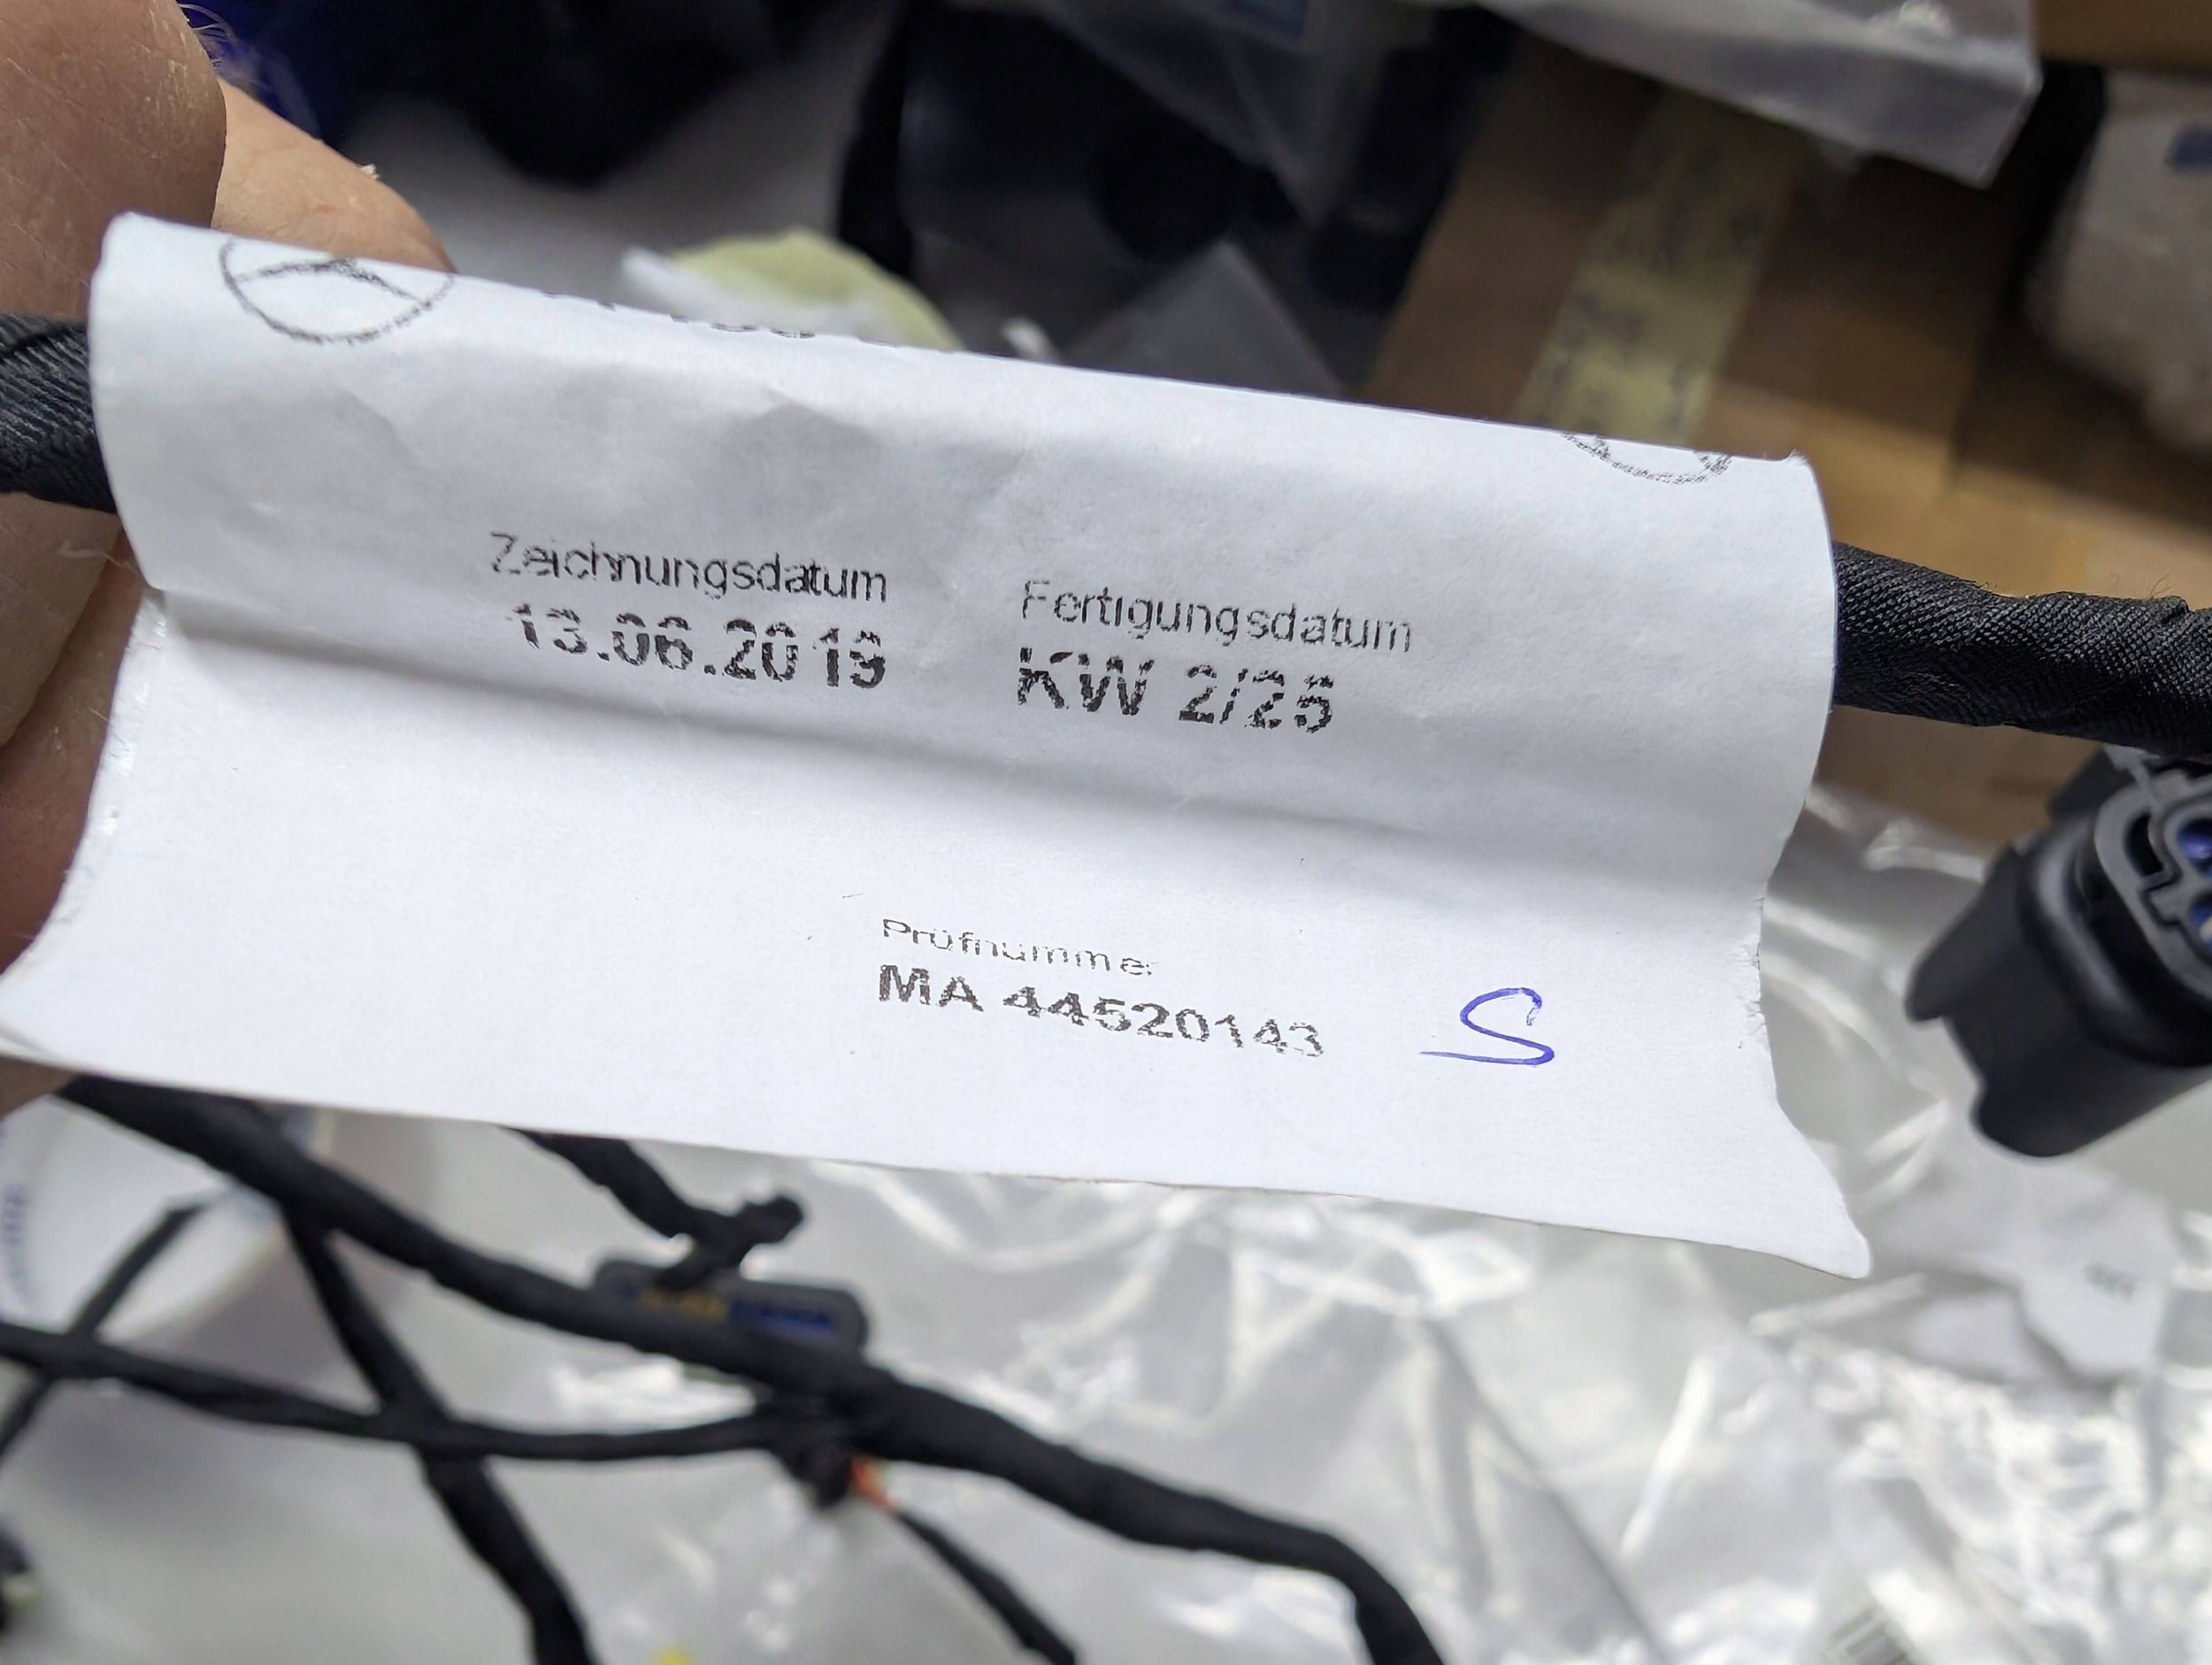 Zeichnungsdatum
13.06.2019
Fertigungsdatum
KW 2/25
Prüfnummer
MA 44520143
S